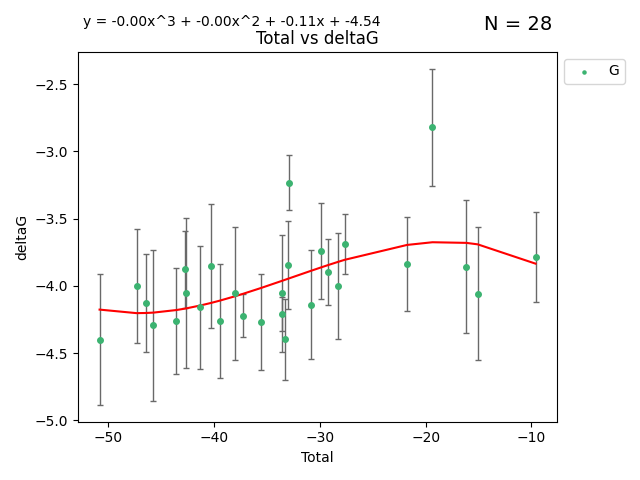 y = -0.00x^3 + -0.00x^2 + -0.11x + -4.54
N = 28
Total vs deltaG
G
deltaG
−2.5
−3.0
−3.5
−4.0
−4.5
−5.0
−50
−40
−30
−20
−10
Total